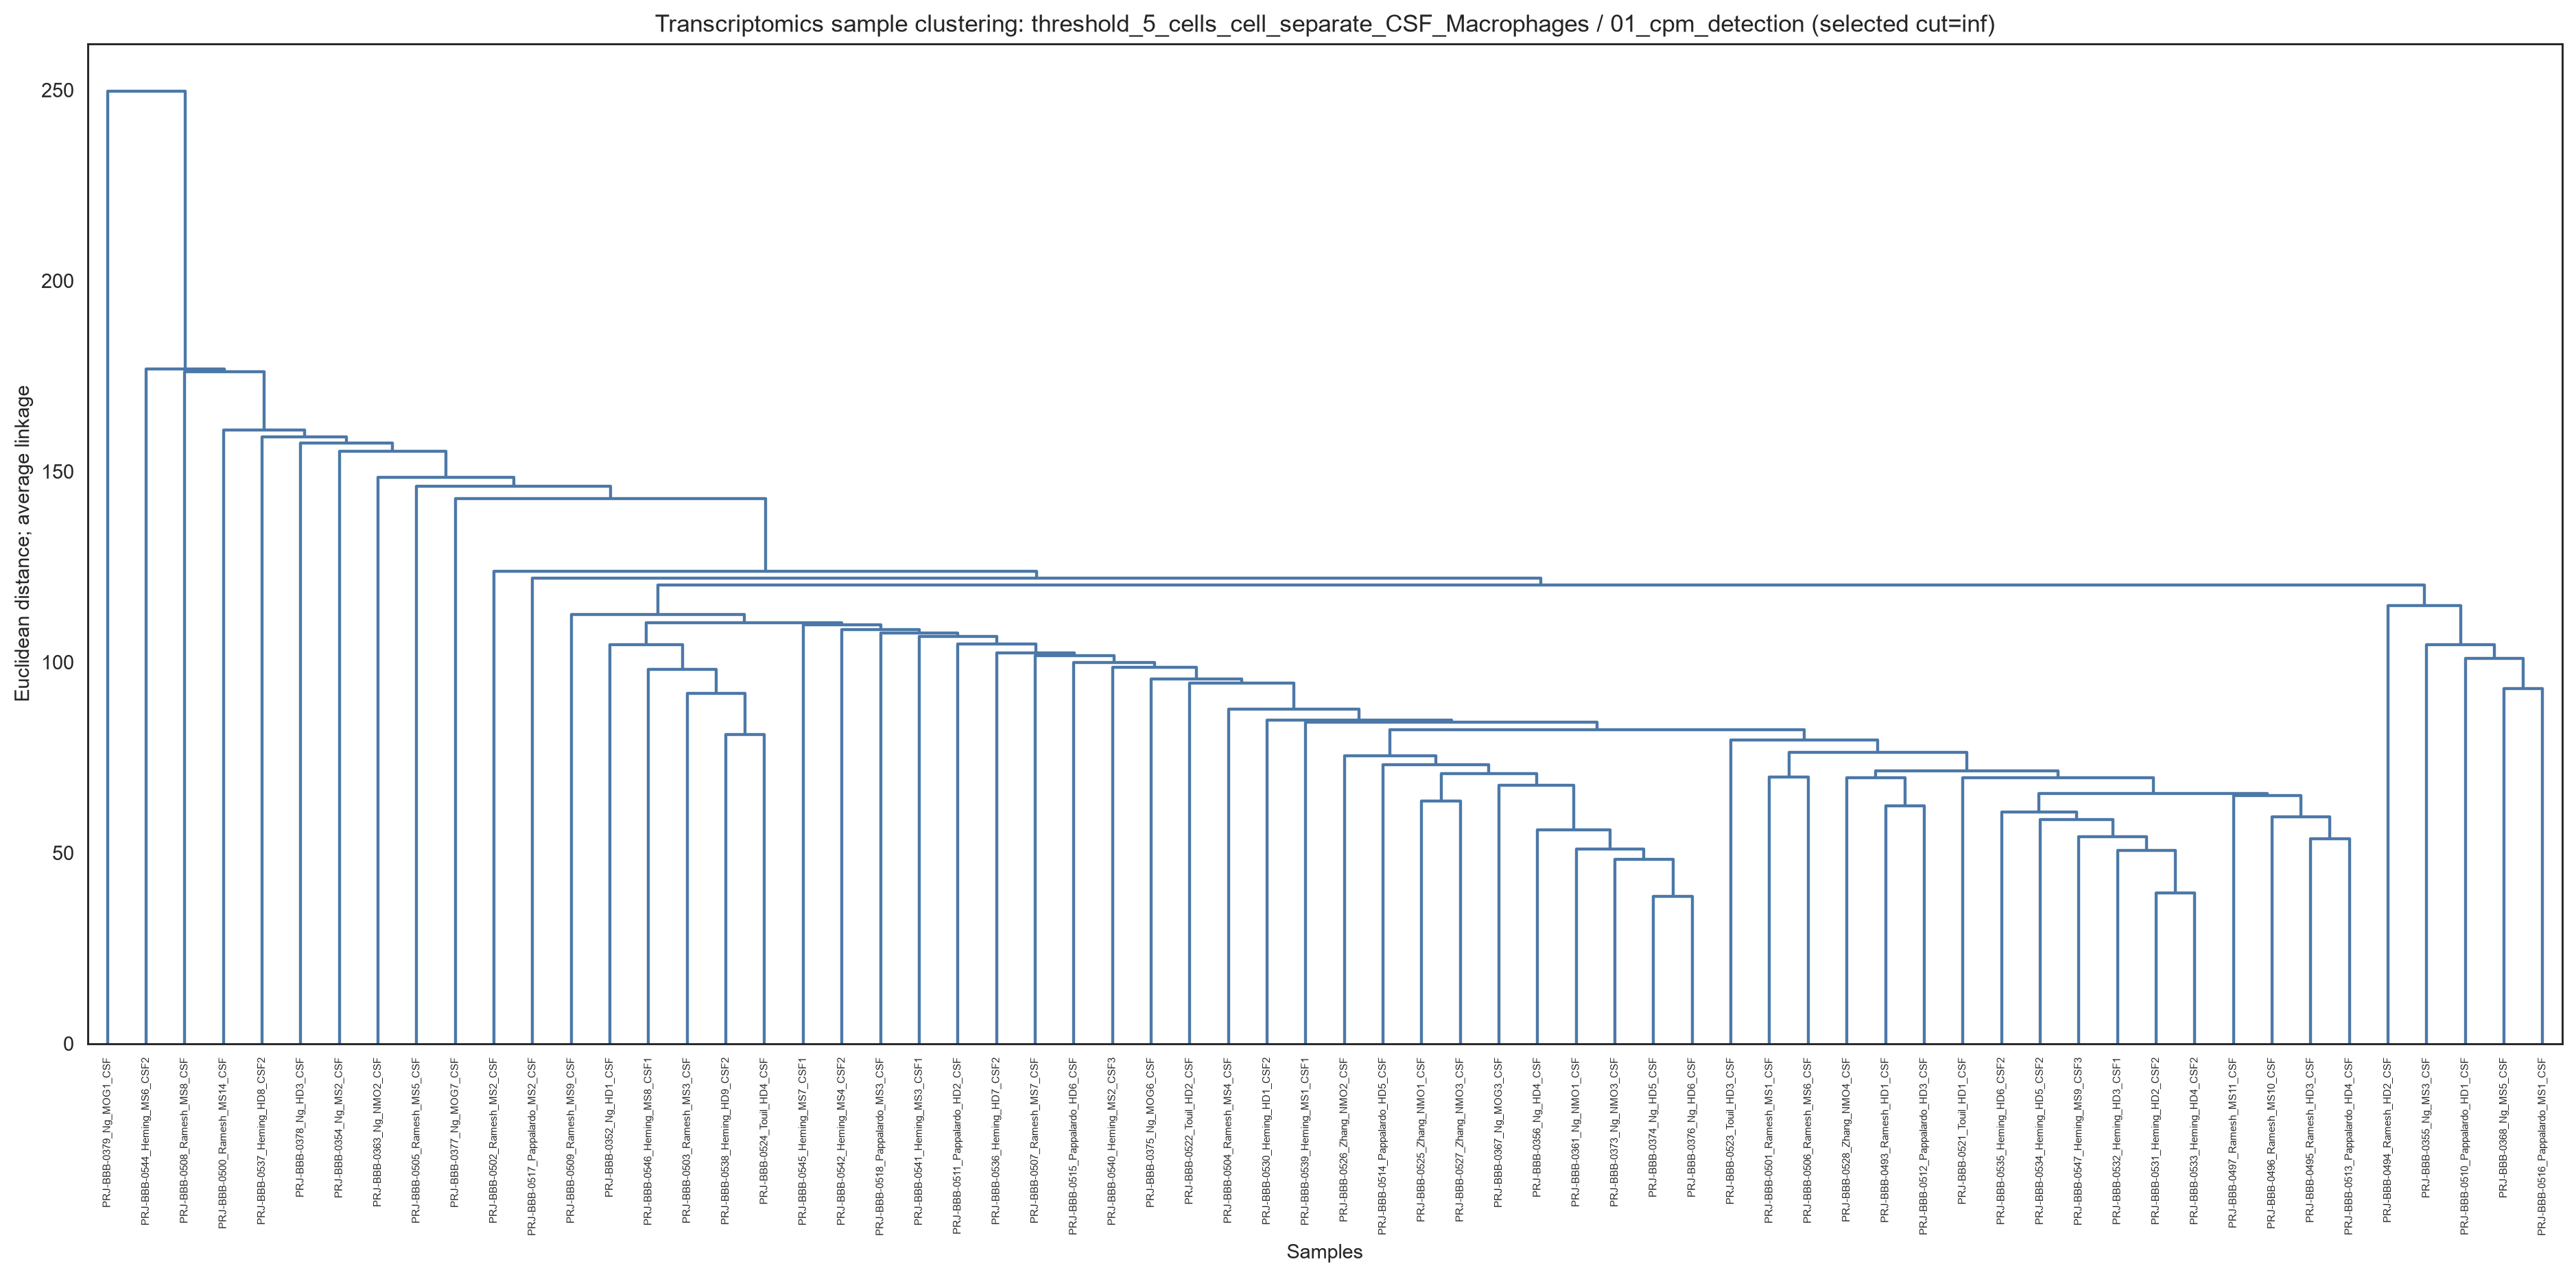 Transcriptomics sample clustering: threshold_5_cells_cell_separate_CSF_Macrophages / 01_cpm_detection (selected cut=inf)
Euclidean distance; average linkage
250
200
150
100
50
0
PRJ-BBB-0379_Ng_MOG1_CSF
PRJ-BBB-0544_Heming_MS6_CSF2
PRJ-BBB-0508_Ramesh_MS8_CSF
PRJ-BBB-0500_Ramesh_MS14_CSF
PRJ-BBB-0537_Heming_HD8_CSF2
PRJ-BBB-0378_Ng_HD3_CSF
PRJ-BBB-0354_Ng_MS2_CSF
PRJ-BBB-0363_Ng_NMO2_CSF
PRJ-BBB-0505_Ramesh_MS5_CSF
PRJ-BBB-0377_Ng_MOG7_CSF
PRJ-BBB-0502_Ramesh_MS2_CSF
PRJ-BBB-0517_Pappalardo_MS2_CSF
PRJ-BBB-0509_Ramesh_MS9_CSF
PRJ-BBB-0352_Ng_HD1_CSF
PRJ-BBB-0546_Heming_MS8_CSF1
PRJ-BBB-0503_Ramesh_MS3_CSF
PRJ-BBB-0538_Heming_HD9_CSF2
PRJ-BBB-0524_Touil_HD4_CSF
PRJ-BBB-0545_Heming_MS7_CSF1
PRJ-BBB-0542_Heming_MS4_CSF2
PRJ-BBB-0518_Pappalardo_MS3_CSF
PRJ-BBB-0541_Heming_MS3_CSF1
PRJ-BBB-0511_Pappalardo_HD2_CSF
PRJ-BBB-0536_Heming_HD7_CSF2
PRJ-BBB-0507_Ramesh_MS7_CSF
PRJ-BBB-0515_Pappalardo_HD6_CSF
PRJ-BBB-0540_Heming_MS2_CSF3
PRJ-BBB-0375_Ng_MOG6_CSF
PRJ-BBB-0522_Touil_HD2_CSF
PRJ-BBB-0504_Ramesh_MS4_CSF
PRJ-BBB-0530_Heming_HD1_CSF2
PRJ-BBB-0539_Heming_MS1_CSF1
PRJ-BBB-0526_Zhang_NMO2_CSF
PRJ-BBB-0514_Pappalardo_HD5_CSF
PRJ-BBB-0525_Zhang_NMO1_CSF
PRJ-BBB-0527_Zhang_NMO3_CSF
PRJ-BBB-0367_Ng_MOG3_CSF
PRJ-BBB-0356_Ng_HD4_CSF
PRJ-BBB-0361_Ng_NMO1_CSF
PRJ-BBB-0373_Ng_NMO3_CSF
PRJ-BBB-0374_Ng_HD5_CSF
PRJ-BBB-0376_Ng_HD6_CSF
PRJ-BBB-0523_Touil_HD3_CSF
PRJ-BBB-0501_Ramesh_MS1_CSF
PRJ-BBB-0506_Ramesh_MS6_CSF
PRJ-BBB-0528_Zhang_NMO4_CSF
PRJ-BBB-0493_Ramesh_HD1_CSF
PRJ-BBB-0512_Pappalardo_HD3_CSF
PRJ-BBB-0521_Touil_HD1_CSF
PRJ-BBB-0535_Heming_HD6_CSF2
PRJ-BBB-0534_Heming_HD5_CSF2
PRJ-BBB-0547_Heming_MS9_CSF3
PRJ-BBB-0532_Heming_HD3_CSF1
PRJ-BBB-0531_Heming_HD2_CSF2
PRJ-BBB-0533_Heming_HD4_CSF2
PRJ-BBB-0497_Ramesh_MS11_CSF
PRJ-BBB-0496_Ramesh_MS10_CSF
PRJ-BBB-0495_Ramesh_HD3_CSF
PRJ-BBB-0513_Pappalardo_HD4_CSF
PRJ-BBB-0494_Ramesh_HD2_CSF
PRJ-BBB-0355_Ng_MS3_CSF
PRJ-BBB-0510_Pappalardo_HD1_CSF
PRJ-BBB-0368_Ng_MS5_CSF
PRJ-BBB-0516_Pappalardo_MS1_CSF
Samples